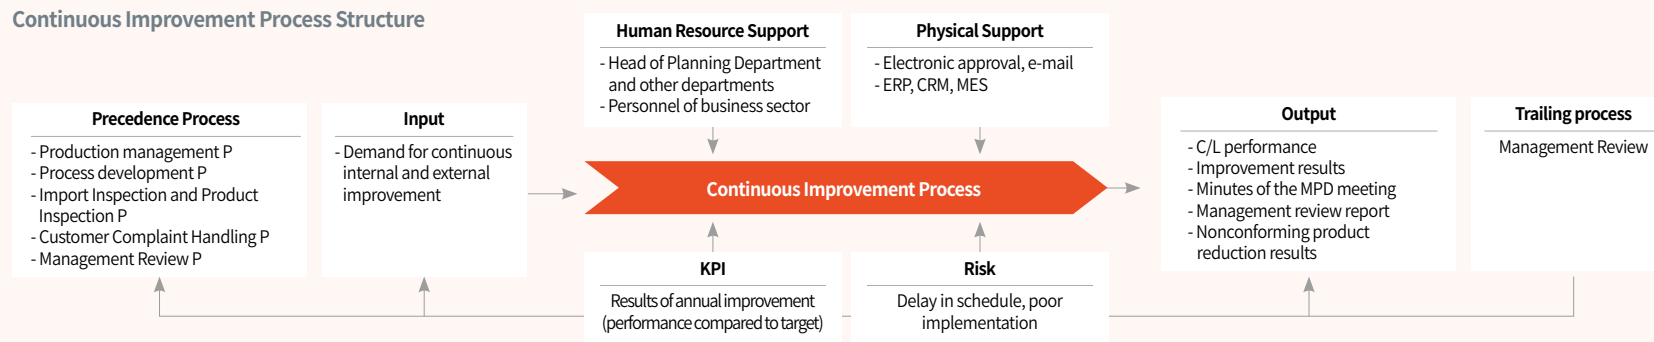 Continuous Improvement Process Structure
Precedence Process
- Production management P
- Process development P
- Import Inspection and Product
Inspection P
- Customer Complaint Handling P
- Management Review P
Input
- Demand for continuous
internal and external
improvement
Human Resource Support
- Head of Planning Department
and other departments
- Personnel of business sector
Physical Support
- Electronic approval, e-mail
- ERP, CRM, MES
Continuous Improvement Process
KPI
Results of annual improvement
(performance compared to target)
Risk
Delay in schedule, poor
implementation
Output
- C/L performance
- Improvement results
- Minutes of the MPD meeting
- Management review report
- Nonconforming product
reduction results
Trailing process
Management Review